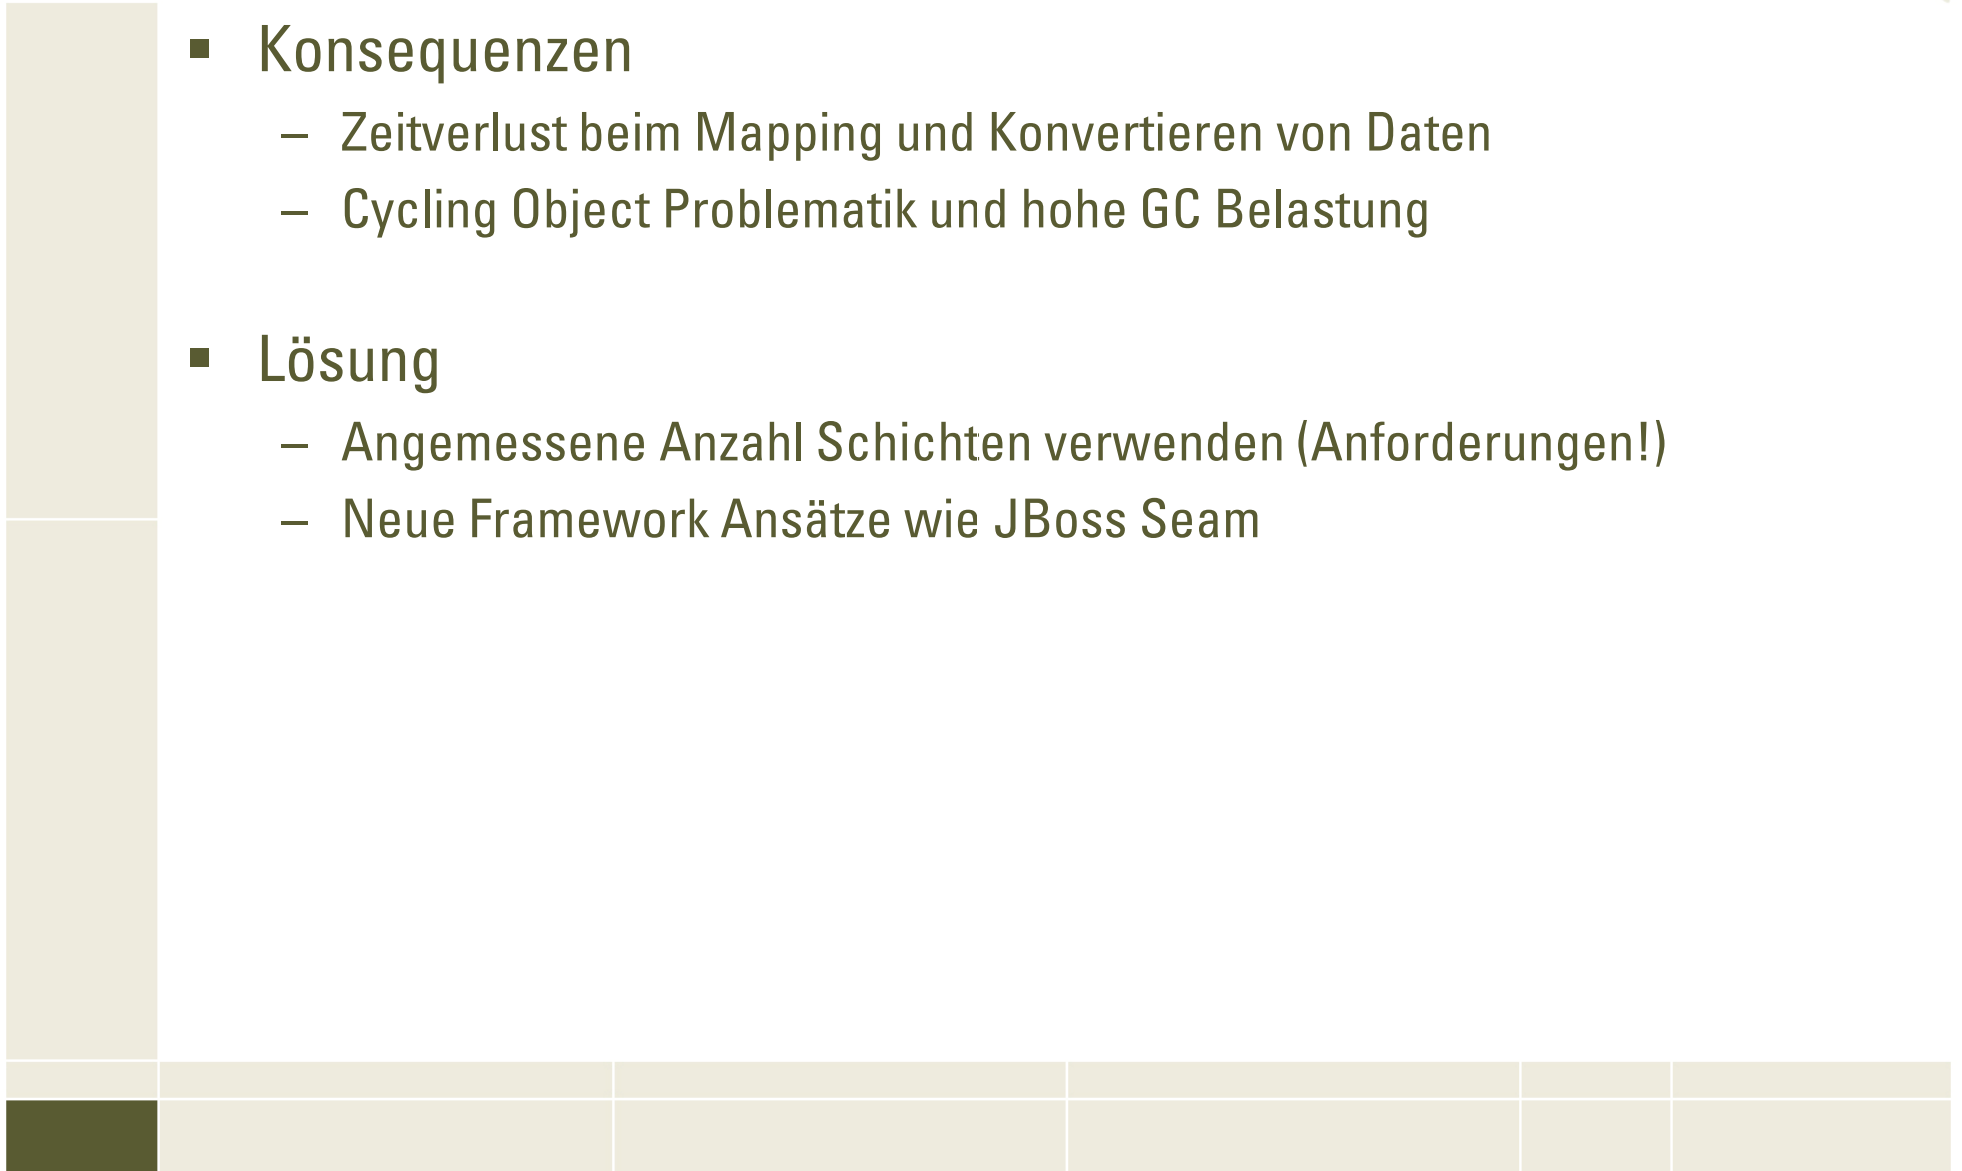 ▪ Konsequenzen
– Zeitverlust beim Mapping und Konvertieren von Daten
– Cycling Object Problematik und hohe GC Belastung
▪ Lösung
– Angemessene Anzahl Schichten verwenden (Anforderungen!)
– Neue Framework Ansätze wie JBoss Seam